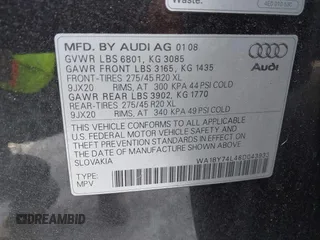 Waste.
MFD. BY AUDI AG 01 08
GVWR LBS 6801, KG 3085
GAWR FRONT LBS 3165, KG 1435
FRONT-TIRES 275/45 R20 XL
9JX20 RIMS, AT 300 KPA 44 PSI COLD
GAWR REAR LBS 3902, KG 1770
REAR-TIRES 275/45 R20 XL
9JX20 RIMS, AT 340 KPA 49 PSI COLD
Audi
THIS VEHICLE CONFORMS TO ALL APPLICABLE
FEDERAL MOTOR VEHICLE SAFETY, BUMPER
AND THEFT PREVENTION STANDARDS IN EFFECT
ON THE DATE OF MANUFACTURE SHOWN ABOVE.
SLOVAKIA
TYPE:
MPV
© DREAMBID